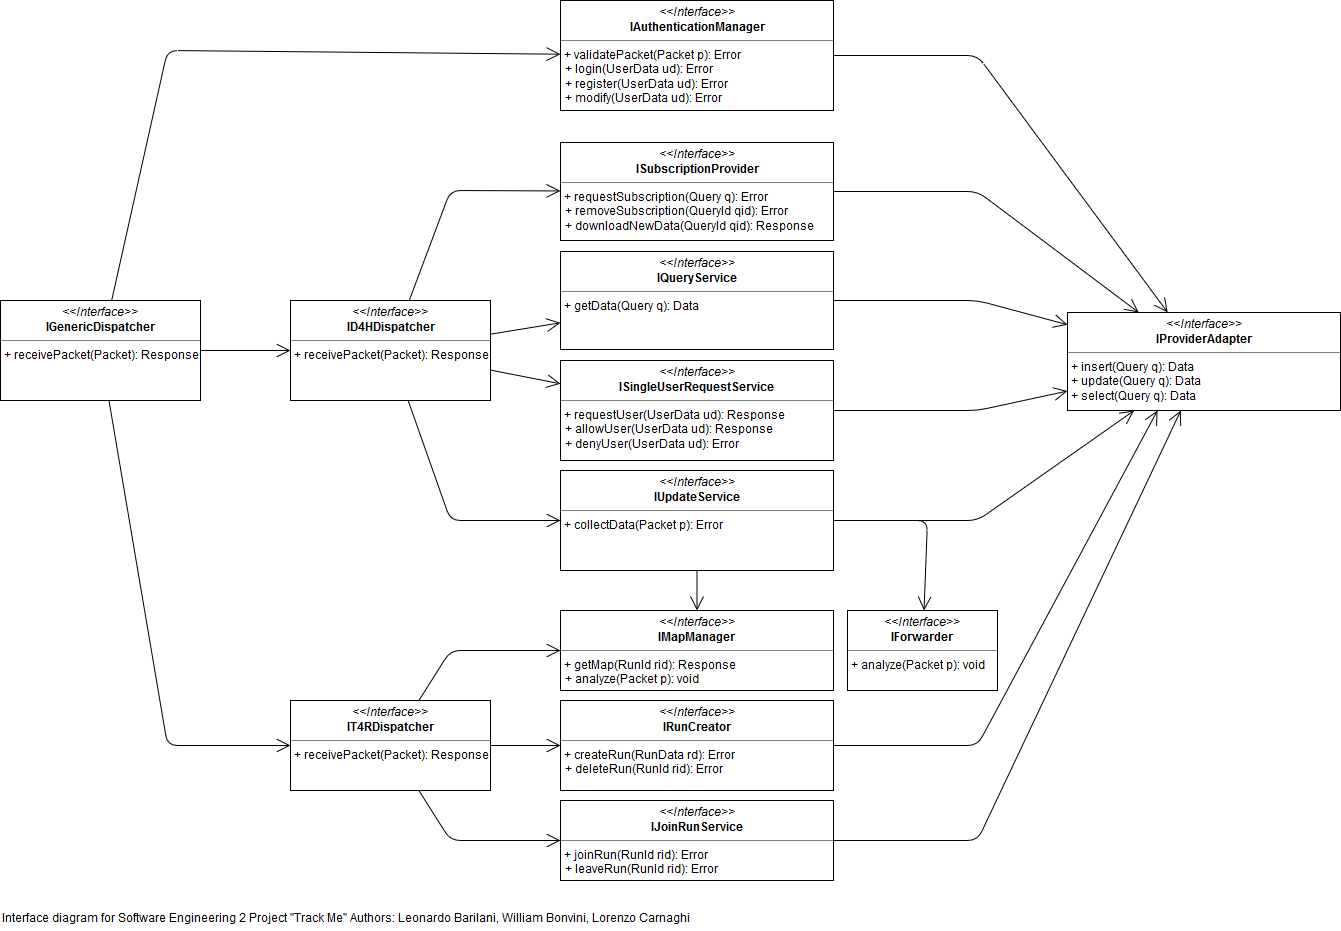 <<Interface>>
IAuthenticationManager
+ validatePacket(Packet p): Error
+ login(UserData ud): Error
+ register(UserData ud): Error
+ modify(UserData ud): Error
<<Interface>>
ISubscriptionProvider
+ requestSubscription(Query q): Error
+ removeSubscription(QueryId qid): Error
+ downloadNewData(QueryId qid): Response
<<Interface>>
IQueryService
+ getData(Query q): Data
<<Interface>>
IGenericDispatcher
+ receivePacket(Packet): Response
<<Interface>>
ID4HDispatcher
+ receivePacket(Packet): Response
<<Interface>>
IProviderAdapter
+ insert(Query q): Data
+ update(Query q): Data
+ select(Query q): Data
<<Interface>>
ISingleUserRequestService
+ requestUser(UserData ud): Response
+ allowUser(UserData ud): Response
+ denyUser(UserData ud): Error
<<Interface>>
IUpdateService
+ collectData(Packet p): Error
<<Interface>>
IMapManager
+ getMap(RunId rid): Response
+ analyze(Packet p): void
<<Interface>>
IForwarder
+ analyze(Packet p): void
<<Interface>>
IT4RDispatcher
+ receivePacket(Packet): Response
<<Interface>>
IRunCreator
+ createRun(RunData rd): Error
+ deleteRun(RunId rid): Error
<<Interface>>
IJoinRunService
+ joinRun(RunId rid): Error
+ leaveRun(RunId rid): Error
Interface diagram for Software Engineering 2 Project "Track Me" Authors: Leonardo Barilani, William Bonvini, Lorenzo Carnaghi